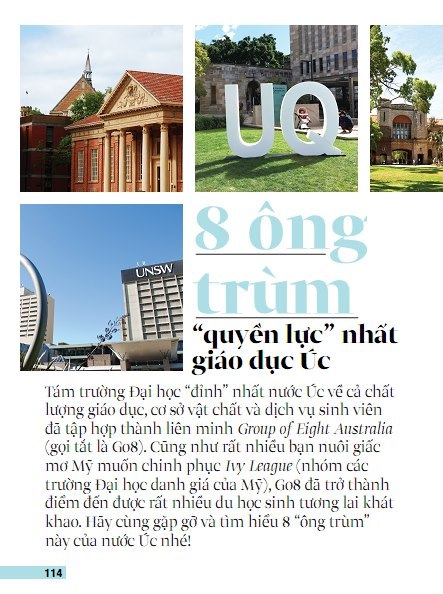 UQ
UNSW
8 ông
trùm
“quyền lực” nhất
giáo dục Úc
Tám trường Đại học “đỉnh” nhất nước Úc về cả chất
lượng giáo dục, cơ sở vật chất và dịch vụ sinh viên
đã tập hợp thành liên minh Group of Eight Australia
(gọi tắt là Go8). Cũng như rất nhiều bạn nuôi giấc
mơ Mỹ muốn chinh phục Ivy League (nhóm các
trường Đại học danh giá của Mỹ), Go8 đã trở thành
điểm đến được rất nhiều du học sinh tương lai khát
khao. Hãy cùng gặp gỡ và tìm hiểu 8 “ông trùm”
này của nước Úc nhé!
114